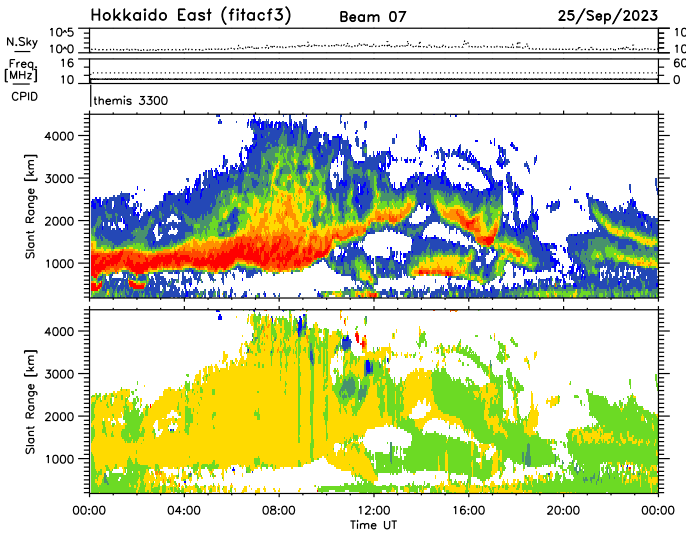 Hokkaido East (fitacf3) Beam 07 25/Sep/2023
N.Sky 10^5 10^0 10 10
Freq. [MHz] 16 10 60 0
CPID themis 3300
4000
3000
2000
1000
Slant Range [km]
4000
3000
2000
1000
Slant Range [km]
00:00 04:00 08:00 12:00 16:00 20:00 00:00
Time UT